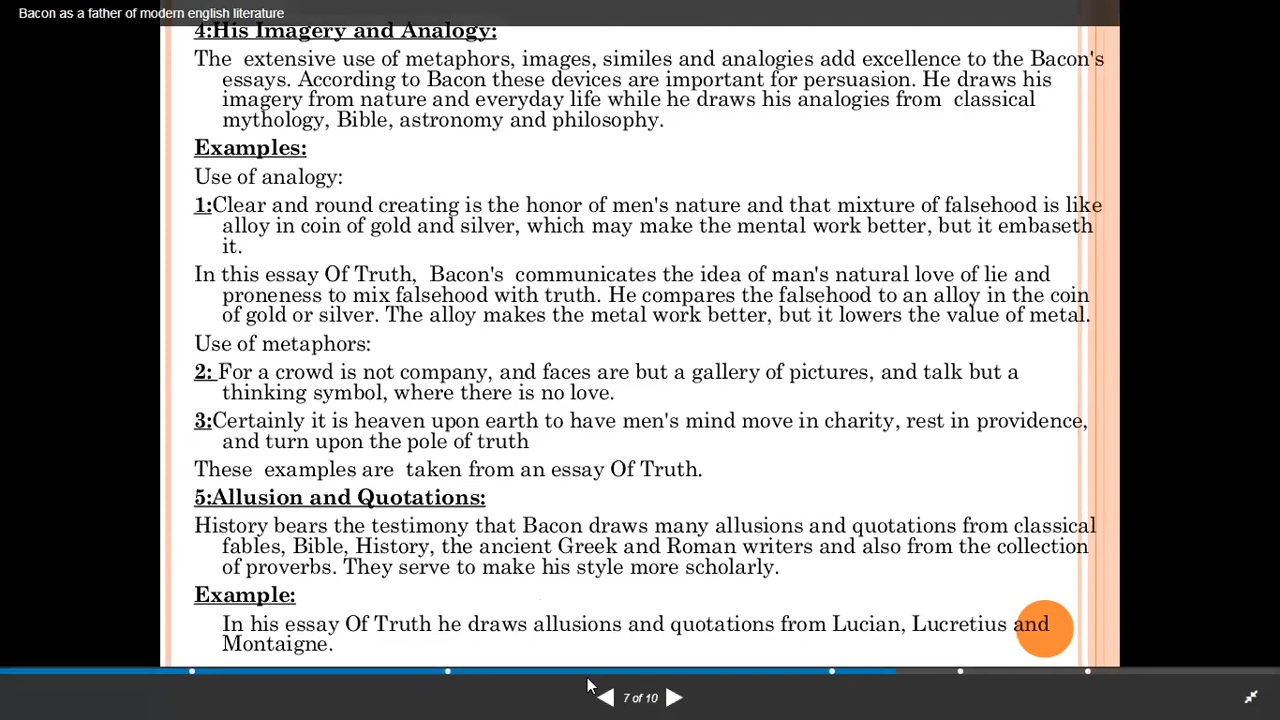 Bacon as a father of modern english literature
4:His Imagery and Analogy:
The extensive use of metaphors, images, similes and analogies add excellence to the Bacon's
essays. According to Bacon these devices are important for persuasion. He draws his
imagery from nature and everyday life while he draws his analogies from classical
mythology, Bible, astronomy and philosophy.
Examples:
Use of analogy:
1:Clear and round creating is the honor of men's nature and that mixture of falsehood is like
alloy in coin of gold and silver, which may make the mental work better, but it embaseth
it.
In this essay Of Truth, Bacon's communicates the idea of man's natural love of lie and
proneness to mix falsehood with truth. He compares the falsehood to an alloy in the coin
of gold or silver. The alloy makes the metal work better, but it lowers the value of metal.
Use of metaphors:
2: For a crowd is not company, and faces are but a gallery of pictures, and talk but a
thinking symbol, where there is no love.
3:Certainly it is heaven upon earth to have men's mind move in charity, rest in providence,
and turn upon the pole of truth
These examples are taken from an essay Of Truth.
5:Allusion and Quotations:
History bears the testimony that Bacon draws many allusions and quotations from classical
fables, Bible, History, the ancient Greek and Roman writers and also from the collection
of proverbs. They serve to make his style more scholarly.
Example:
In his essay Of Truth he draws allusions and quotations from Lucian, Lucretius and
Montaigne.
7 of 10